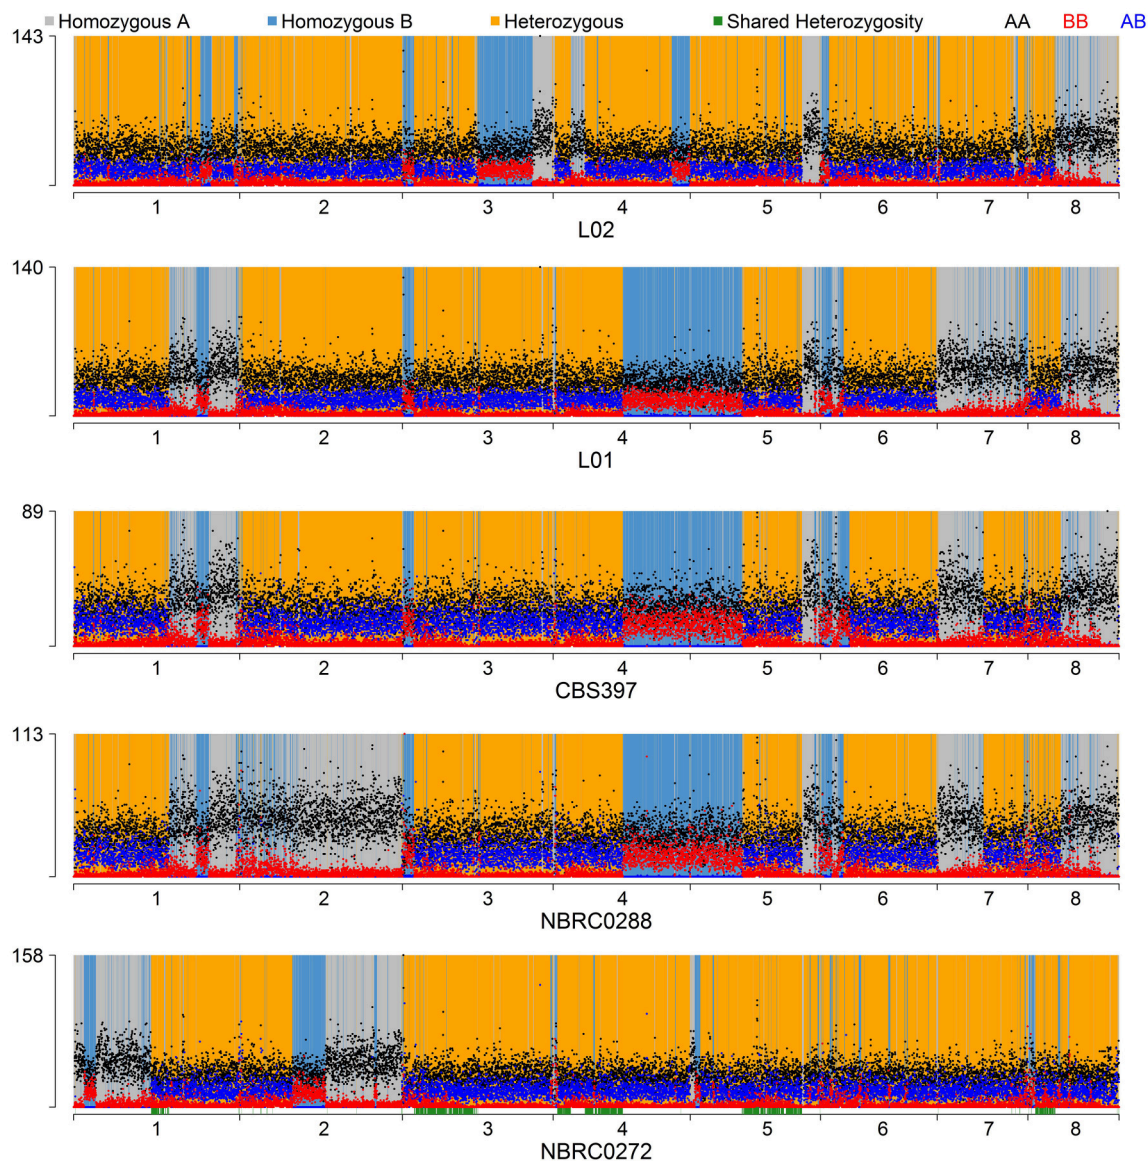 Homozygous A Homozygous B Heterozygous Shared Heterozygosity AA BB AB
143
1 2 3 4 5 6 7 8
L02
140
1 2 3 4 5 6 7 8
L01
89
1 2 3 4 5 6 7 8
CBS397
113
1 2 3 4 5 6 7 8
NBRC0288
158
1 2 3 4 5 6 7 8
NBRC0272